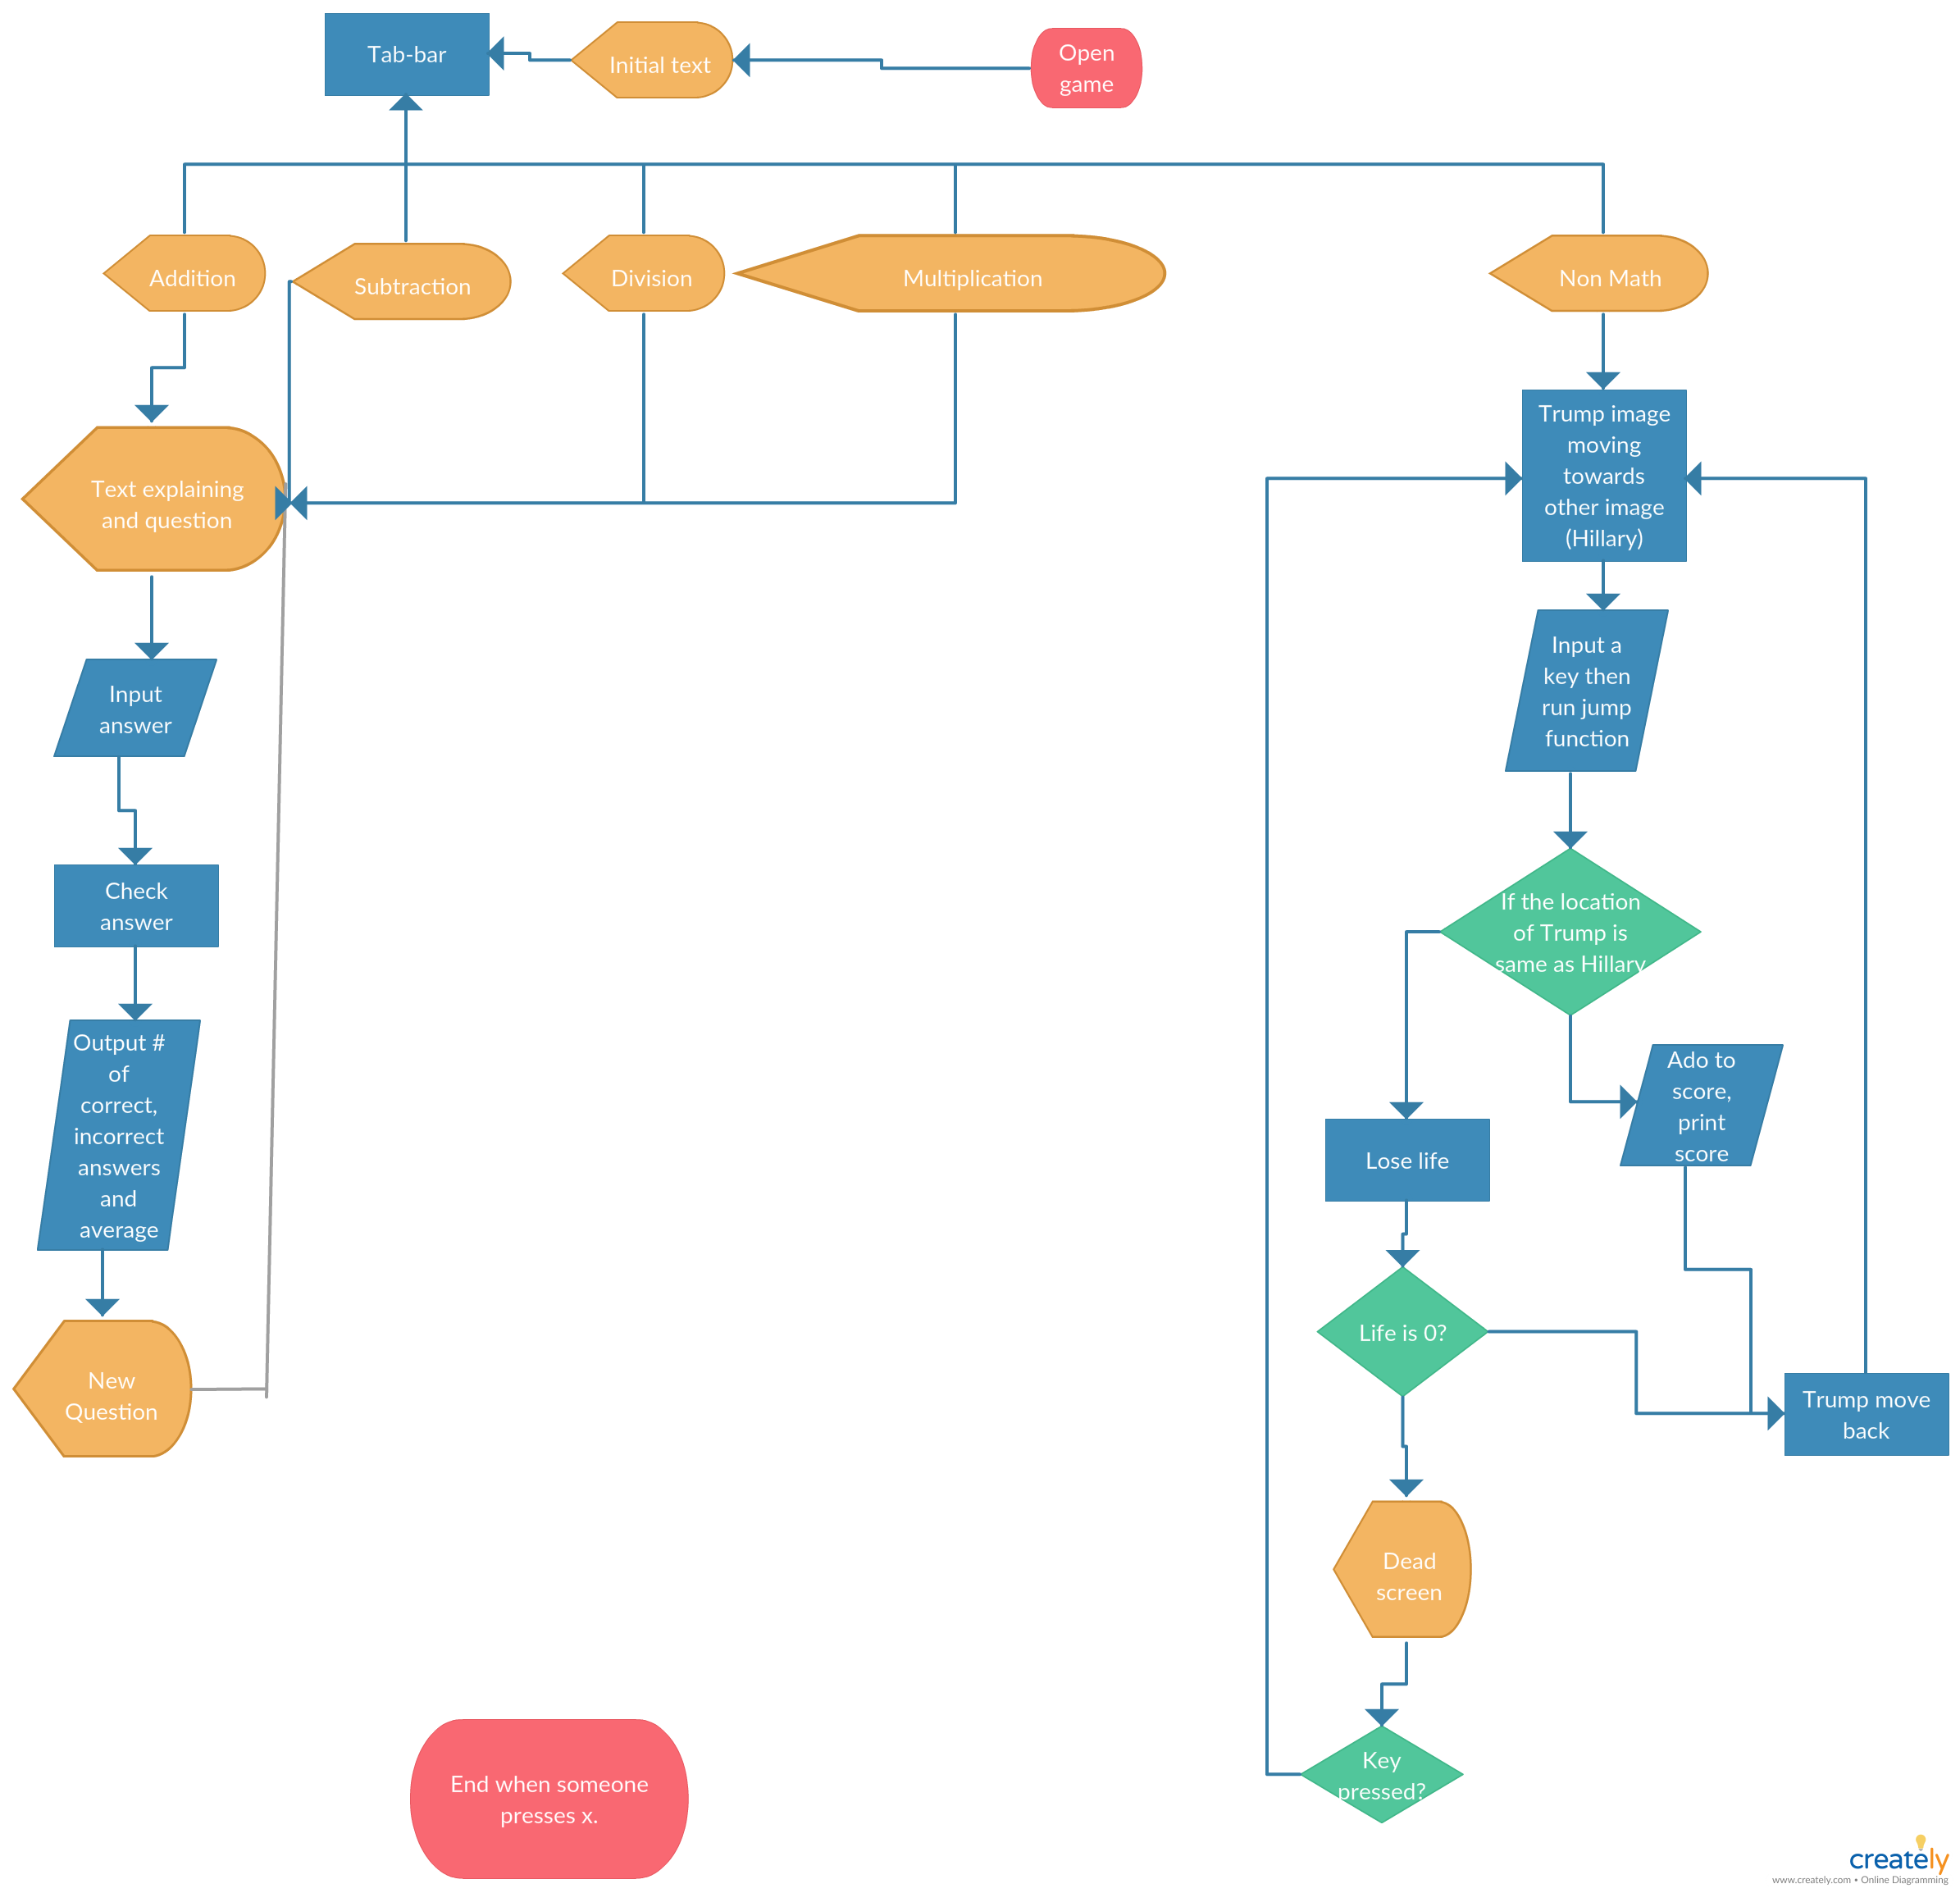 Tab-bar
Initial text
Open
game
Addition
Subtraction
Division
Multiplication
Non Math
Text explaining
and question
Trump image
moving
towards
other image
(Hillary)
Input
answer
Input a
key then
run jump
function
Check
answer
If the location
of Trump is
same as Hillary
Output #
of
correct,
incorrect
answers
and
average
Ado to
score,
print
score
Lose life
Life is 0?
New
Question
Trump move
back
Dead
screen
End when someone
presses x.
Key
pressed?
creately
www.creately.com • Online Diagramming